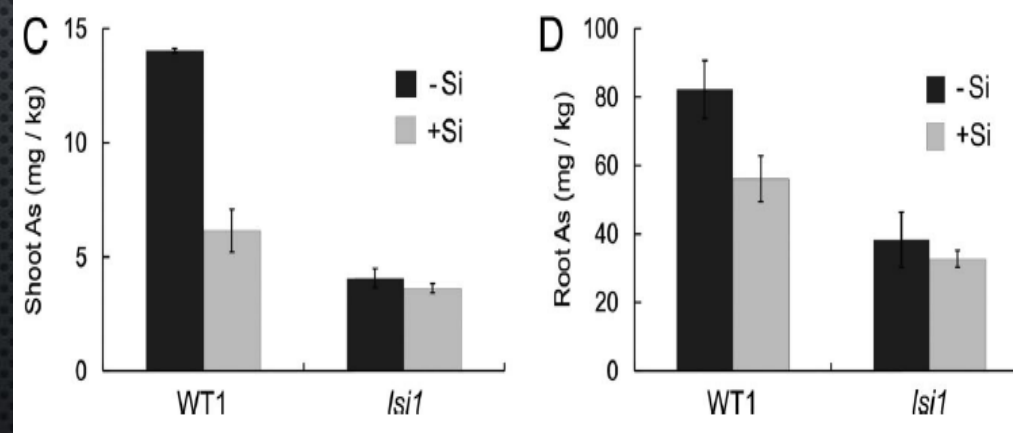 C
Shoot As (mg / kg)
15
10
5
0
- Si
+Si
WT1
lsi1
D
Root As (mg / kg)
100
80
60
40
20
0
- Si
+Si
WT1
lsi1